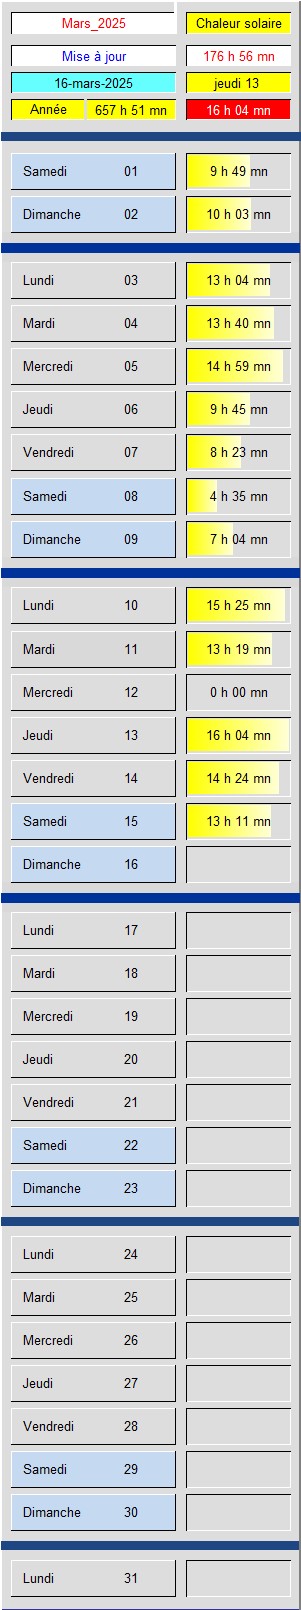 Mars_2025 Chaleur solaire
Mise à jour 176 h 56 mn
16-mars-2025 jeudi 13
Année 657 h 51 mn 16 h 04 mn
Samedi 01 9 h 49 mn
Dimanche 02 10 h 03 mn
Lundi 03 13 h 04 mn
Mardi 04 13 h 40 mn
Mercredi 05 14 h 59 mn
Jeudi 06 9 h 45 mn
Vendredi 07 8 h 23 mn
Samedi 08 4 h 35 mn
Dimanche 09 7 h 04 mn
Lundi 10 15 h 25 mn
Mardi 11 13 h 19 mn
Mercredi 12 0 h 00 mn
Jeudi 13 16 h 04 mn
Vendredi 14 14 h 24 mn
Samedi 15 13 h 11 mn
Dimanche 16
Lundi 17
Mardi 18
Mercredi 19
Jeudi 20
Vendredi 21
Samedi 22
Dimanche 23
Lundi 24
Mardi 25
Mercredi 26
Jeudi 27
Vendredi 28
Samedi 29
Dimanche 30
Lundi 31